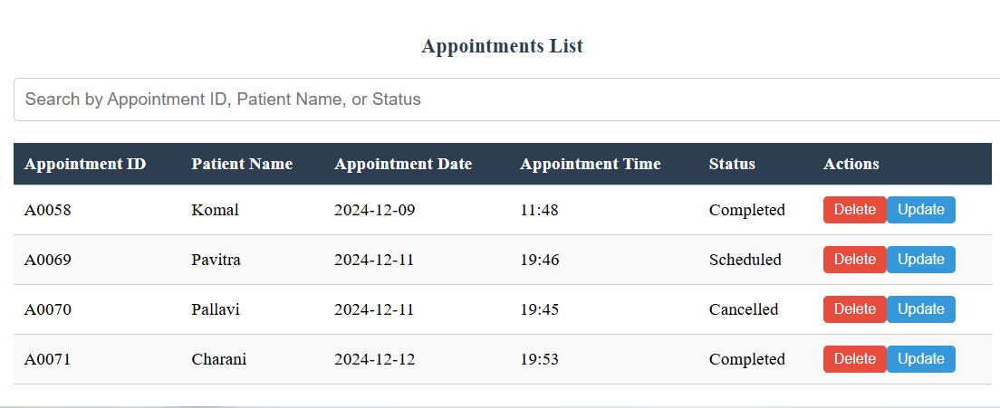 Appointments List
Search by Appointment ID, Patient Name, or Status
Appointment ID Patient Name Appointment Date Appointment Time Status Actions
A0058 Komal 2024-12-09 11:48 Completed Delete Update
A0069 Pavitra 2024-12-11 19:46 Scheduled Delete Update
A0070 Pallavi 2024-12-11 19:45 Cancelled Delete Update
A0071 Charani 2024-12-12 19:53 Completed Delete Update